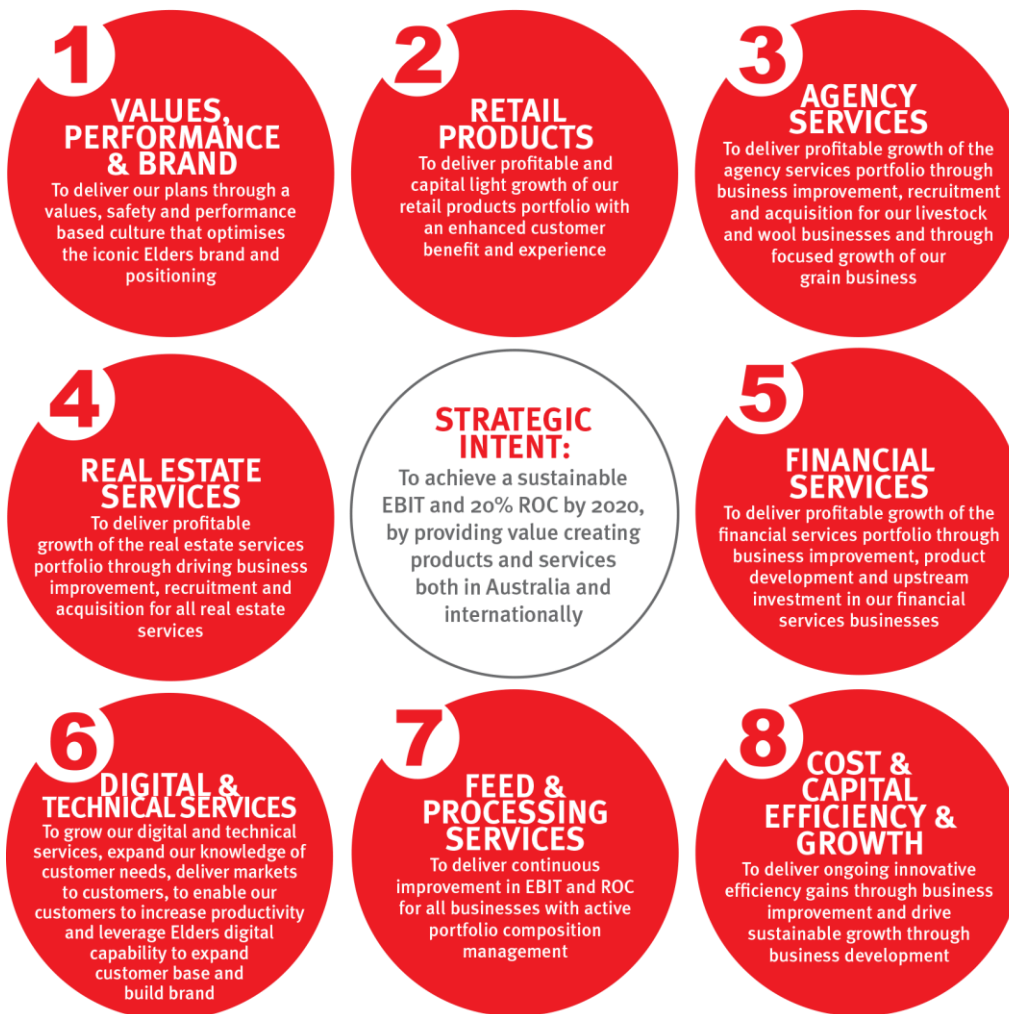 1
VALUES,
PERFORMANCE
& BRAND
To deliver our plans through a
values, safety and performance
based culture that optimises
the iconic Elders brand and
positioning
2
RETAIL
PRODUCTS
To deliver profitable and
capital light growth of our
retail products portfolio with
an enhanced customer
benefit and experience
3
AGENCY
SERVICES
To deliver profitable growth of the
agency services portfolio through
business improvement, recruitment
and acquisition for our livestock
and wool businesses and through
focused growth of our
grain business
4
REAL ESTATE
SERVICES
To deliver profitable
growth of the real estate services
portfolio through driving business
improvement, recruitment and
acquisition for all real estate
services
STRATEGIC
INTENT:
To achieve a sustainable
EBIT and 20% ROC by 2020,
by providing value creating
products and services
both in Australia and
internationally
5
FINANCIAL
SERVICES
To deliver profitable growth of the
financial services portfolio through
business improvement, product
development and upstream
investment in our financial
services businesses
6
DIGITAL &
TECHNICAL SERVICES
To grow our digital and technical
services, expand our knowledge of
customer needs, deliver markets
to customers, to enable our
customers to increase productivity
and leverage Elders digital
capability to expand
customer base and
build brand
7
FEED &
PROCESSING
SERVICES
To deliver continuous
improvement in EBIT and ROC
for all businesses with active
portfolio composition
management
8
COST &
CAPITAL
EFFICIENCY &
GROWTH
To deliver ongoing innovative
efficiency gains through business
improvement and drive
sustainable growth through
business development